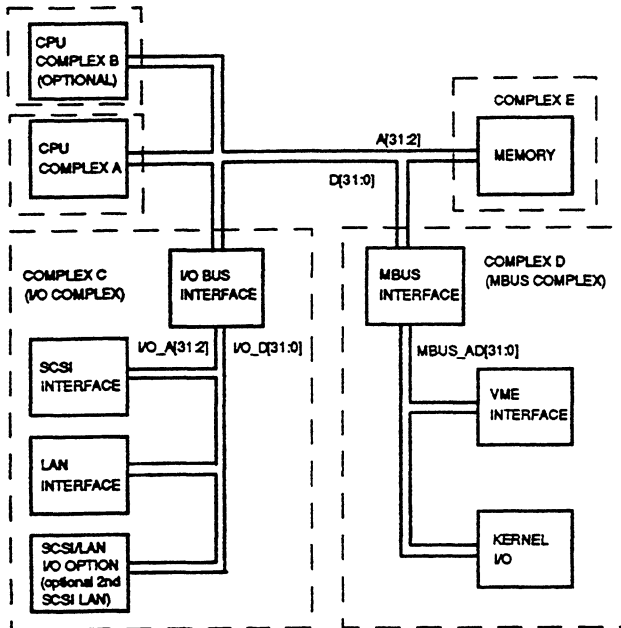 CPU
COMPLEX B
(OPTIONAL)
CPU
COMPLEX A
COMPLEX E
MEMORY
A[31:2]
D[31:0]
COMPLEX C
(I/O COMPLEX)
I/O BUS
INTERFACE
MBUS
INTERFACE
COMPLEX D
(MBUS COMPLEX)
I/O_A[31:2]
I/O_D[31:0]
MBUS_AD[31:0]
SCSI
INTERFACE
VME
INTERFACE
LAN
INTERFACE
SCSI/LAN
I/O OPTION
(optional 2nd
SCSI LAN)
KERNEL
I/O